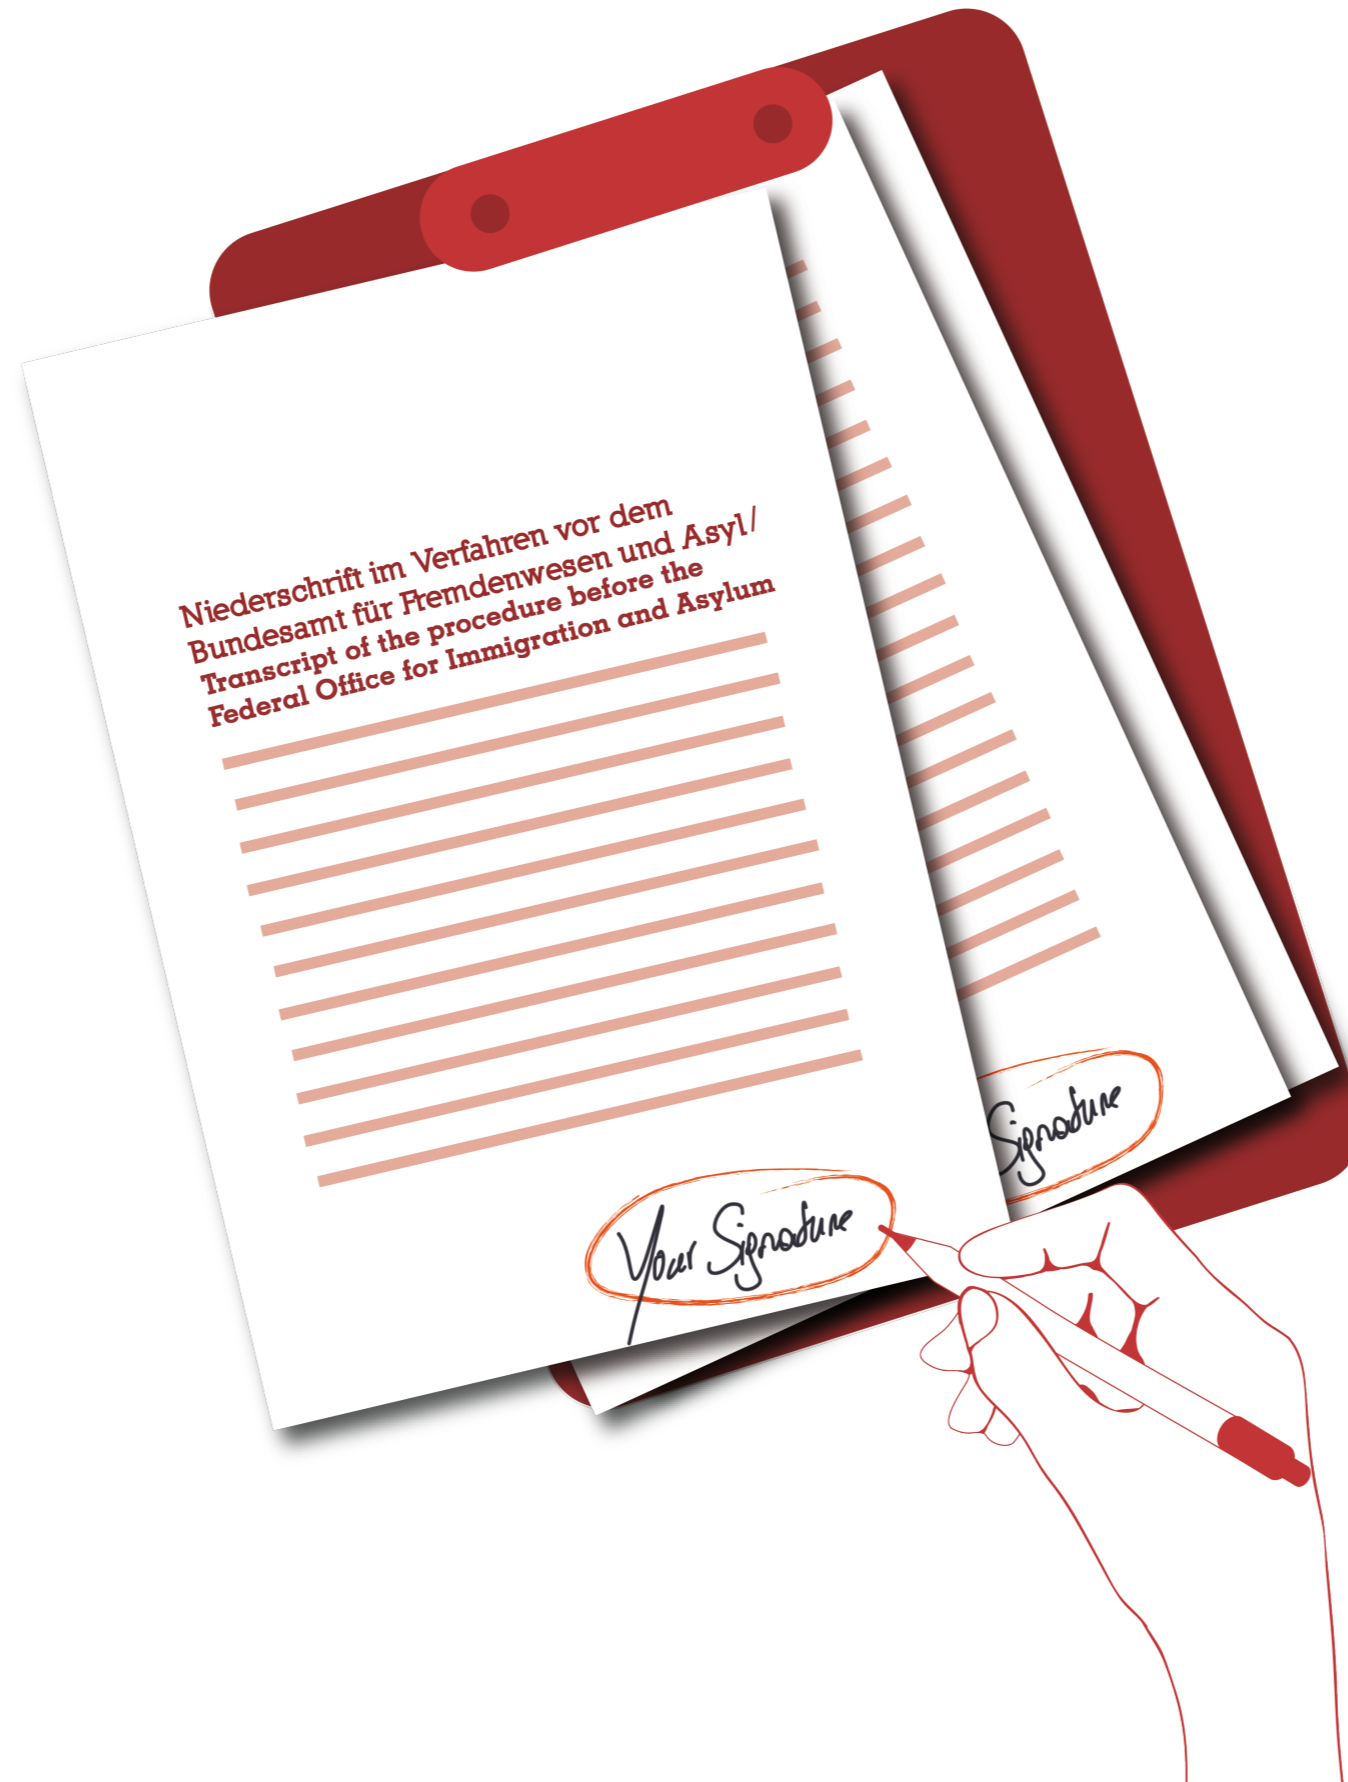 Niederschrift im Verfahren vor dem
Bundesamt für Fremdenwesen und Asyl/
Transcript of the procedure before the
Federal Office for Immigration and Asylum
Signature
Your Signature